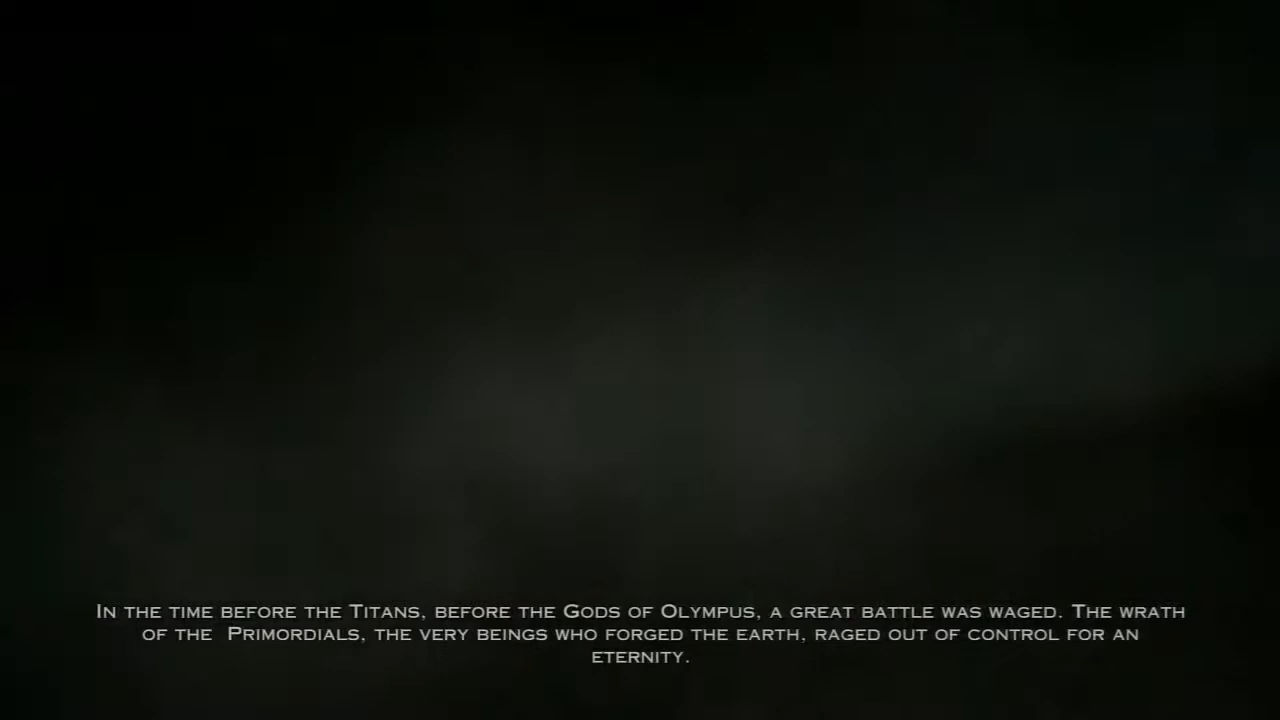 In the time before the Titans, before the Gods of Olympus, a great battle was waged. The wrath
of the  Primordials, the very beings who forged the earth, raged out of control for an
eternity.